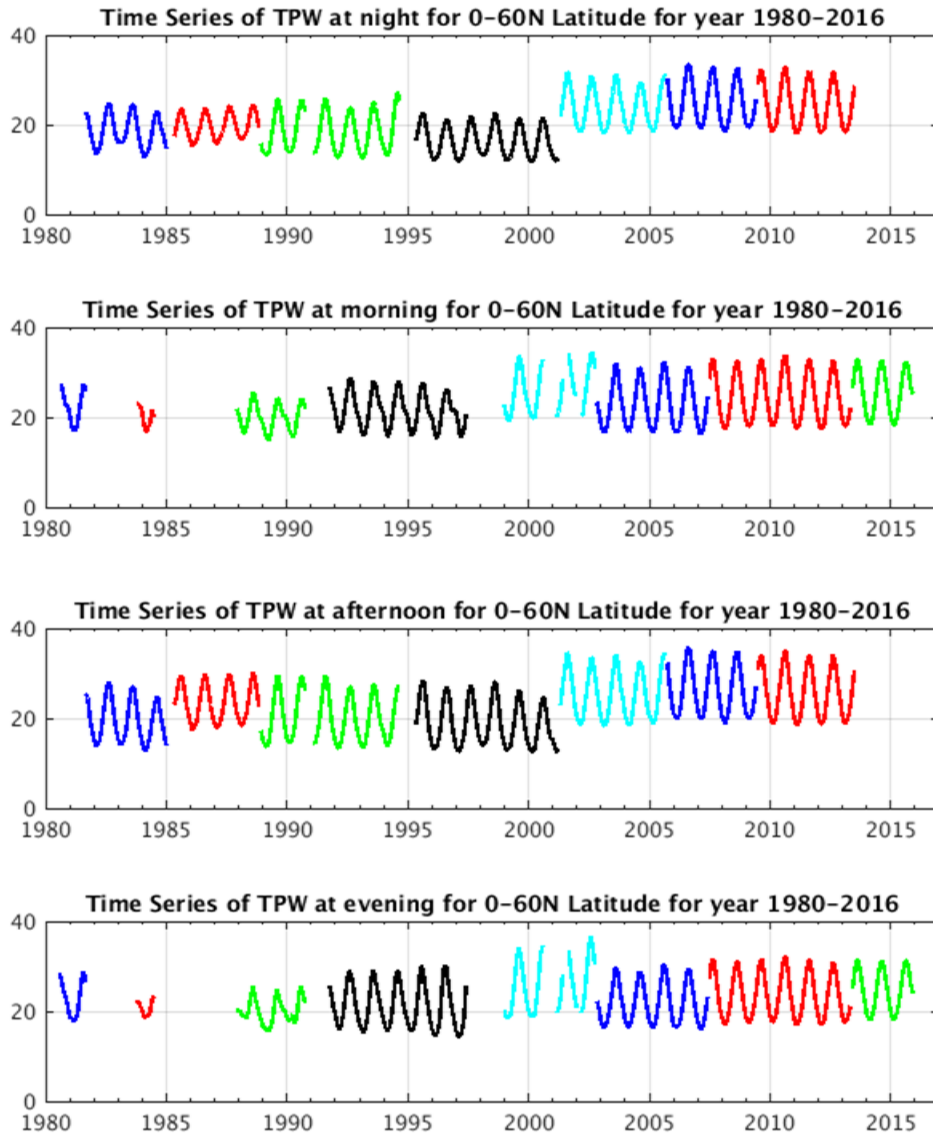 Time Series of TPW at night for 0-60N Latitude for year 1980-2016
40
20
0
1980 1985 1990 1995 2000 2005 2010 2015
Time Series of TPW at morning for 0-60N Latitude for year 1980-2016
40
20
0
1980 1985 1990 1995 2000 2005 2010 2015
Time Series of TPW at afternoon for 0-60N Latitude for year 1980-2016
40
20
0
1980 1985 1990 1995 2000 2005 2010 2015
Time Series of TPW at evening for 0-60N Latitude for year 1980-2016
40
20
0
1980 1985 1990 1995 2000 2005 2010 2015